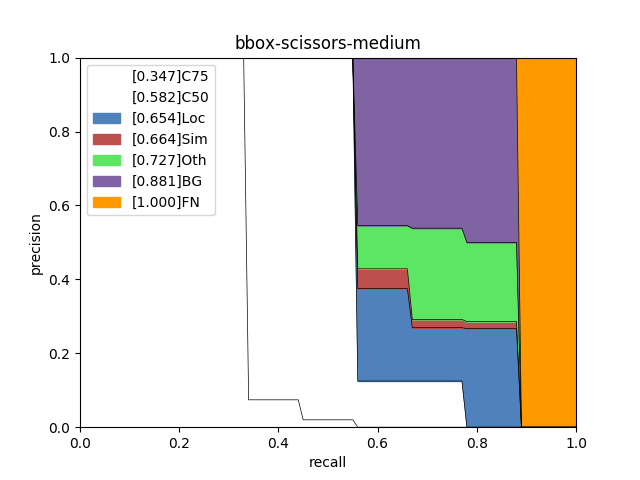 bbox-scissors-medium
[0.347]C75
[0.582]C50
[0.654]Loc
[0.664]Sim
[0.727]Oth
[0.881]BG
[1.000]FN
precision
1.0
0.8
0.6
0.4
0.2
0.0
0.0 0.2 0.4 0.6 0.8 1.0
recall